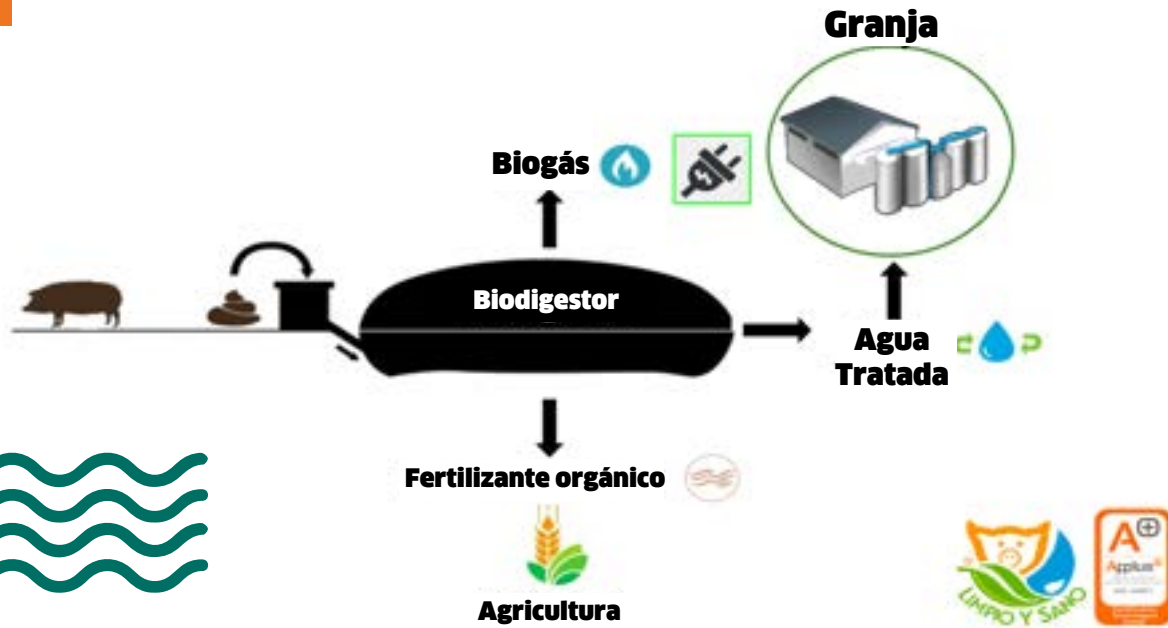 Granja
Biogás
Biodigestor
Agua
Tratada
Fertilizante orgánico
Agricultura
LIMPIO Y SANO
A+
Applus+